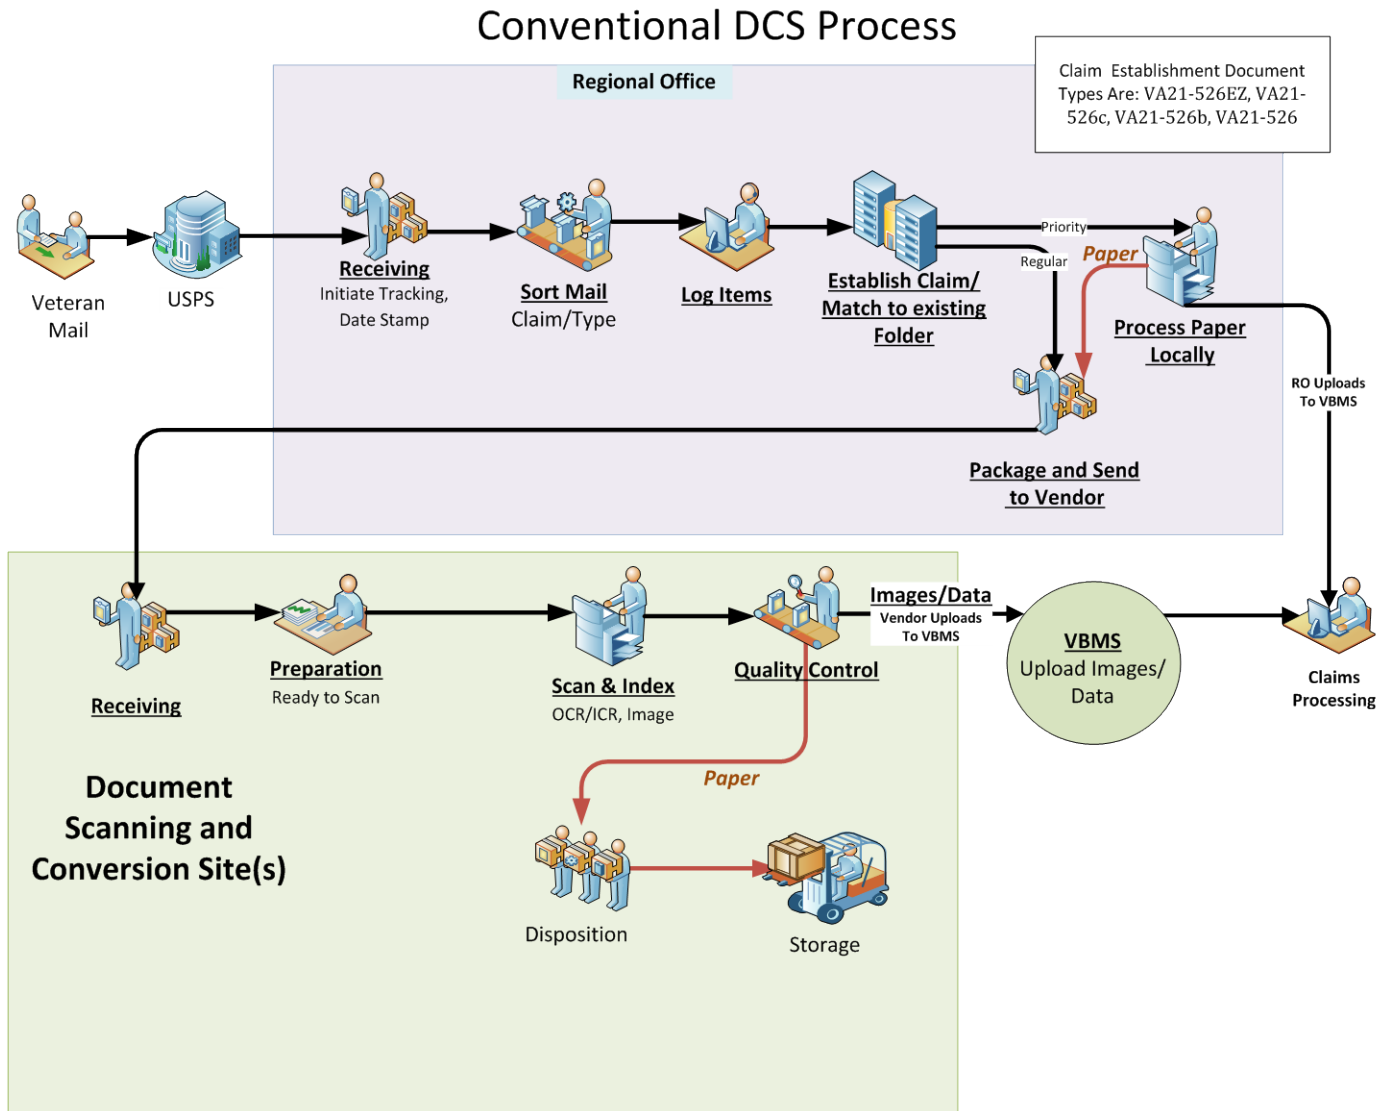 Conventional DCS Process
Regional Office
Claim Establishment Document
Types Are: VA21-526EZ, VA21-
526c, VA21-526b, VA21-526
Veteran
Mail
USPS
Receiving
Initiate Tracking,
Date Stamp
Sort Mail
Claim/Type
Log Items
Establish Claim/
Match to existing
Folder
Priority
Regular
Paper
Process Paper
Locally
RO Uploads
To VBMS
Package and Send
to Vendor
Receiving
Preparation
Ready to Scan
Scan & Index
OCR/ICR, Image
Quality Control
Images/Data
Vendor Uploads
To VBMS
VBMS
Upload Images/
Data
Claims
Processing
Document
Scanning and
Conversion Site(s)
Paper
Disposition
Storage